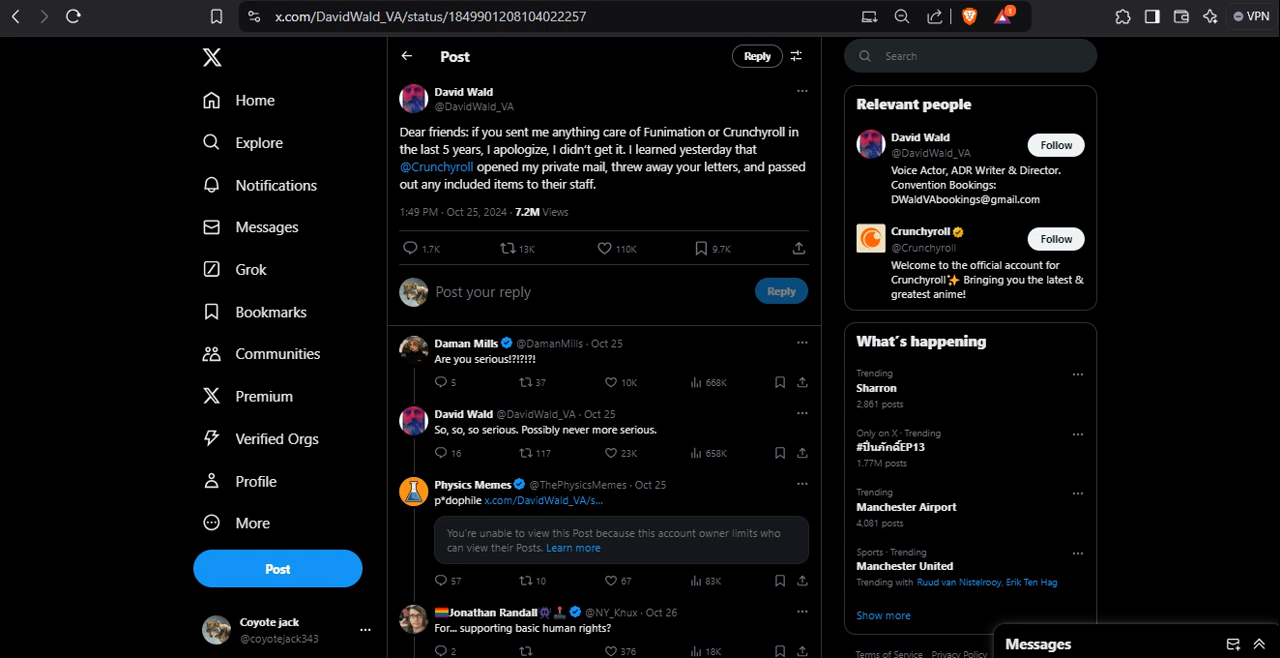 x.com/DavidWald_VA/status/1849901208104022257
VPN
Home
Explore
Notifications
Messages
Grok
Bookmarks
Communities
Premium
Verified Orgs
Profile
More
Post
Coyote jack
@coyotejack343
Post
Reply
David Wald
@DavidWald_VA
Dear friends: if you sent me anything care of Funimation or Crunchyroll in
the last 5 years, I apologize, I didn't get it. I learned yesterday that
@Crunchyroll opened my private mail, threw away your letters, and passed
out any included items to their staff.
1:49 PM · Oct 25, 2024 · 7.2M Views
1.7K 13K 110K 9.7K
Post your reply
Reply
Daman Mills @DamanMills · Oct 25
Are you serious!?!?!?!
5 37 10K 668K
David Wald @DavidWald_VA · Oct 25
So, so, so serious. Possibly never more serious.
16 117 23K 658K
Physics Memes @ThePhysicsMemes · Oct 25
p*dophile x.com/DavidWald_VA/s...
You're unable to view this Post because this account owner limits who
can view their Posts. Learn more
57 10 67 83K
Jonathan Randall @NY_Knux · Oct 26
For... supporting basic human rights?
2 376 18K
Search
Relevant people
David Wald
@DavidWald_VA
Follow
Voice Actor, ADR Writer & Director.
Convention Bookings:
DWaldVAbookings@gmail.com
Crunchyroll
@Crunchyroll
Follow
Welcome to the official account for
Crunchyroll✨ Bringing you the latest &
greatest anime!
What's happening
Trending
Sharron
2,861 posts
Only on X · Trending
#ปิ่นภักดิ์EP13
1.77M posts
Trending
Manchester Airport
4,081 posts
Sports · Trending
Manchester United
Trending with Ruud van Nistelrooy, Erik Ten Hag
Show more
Terms of Service Privacy Policy
Messages